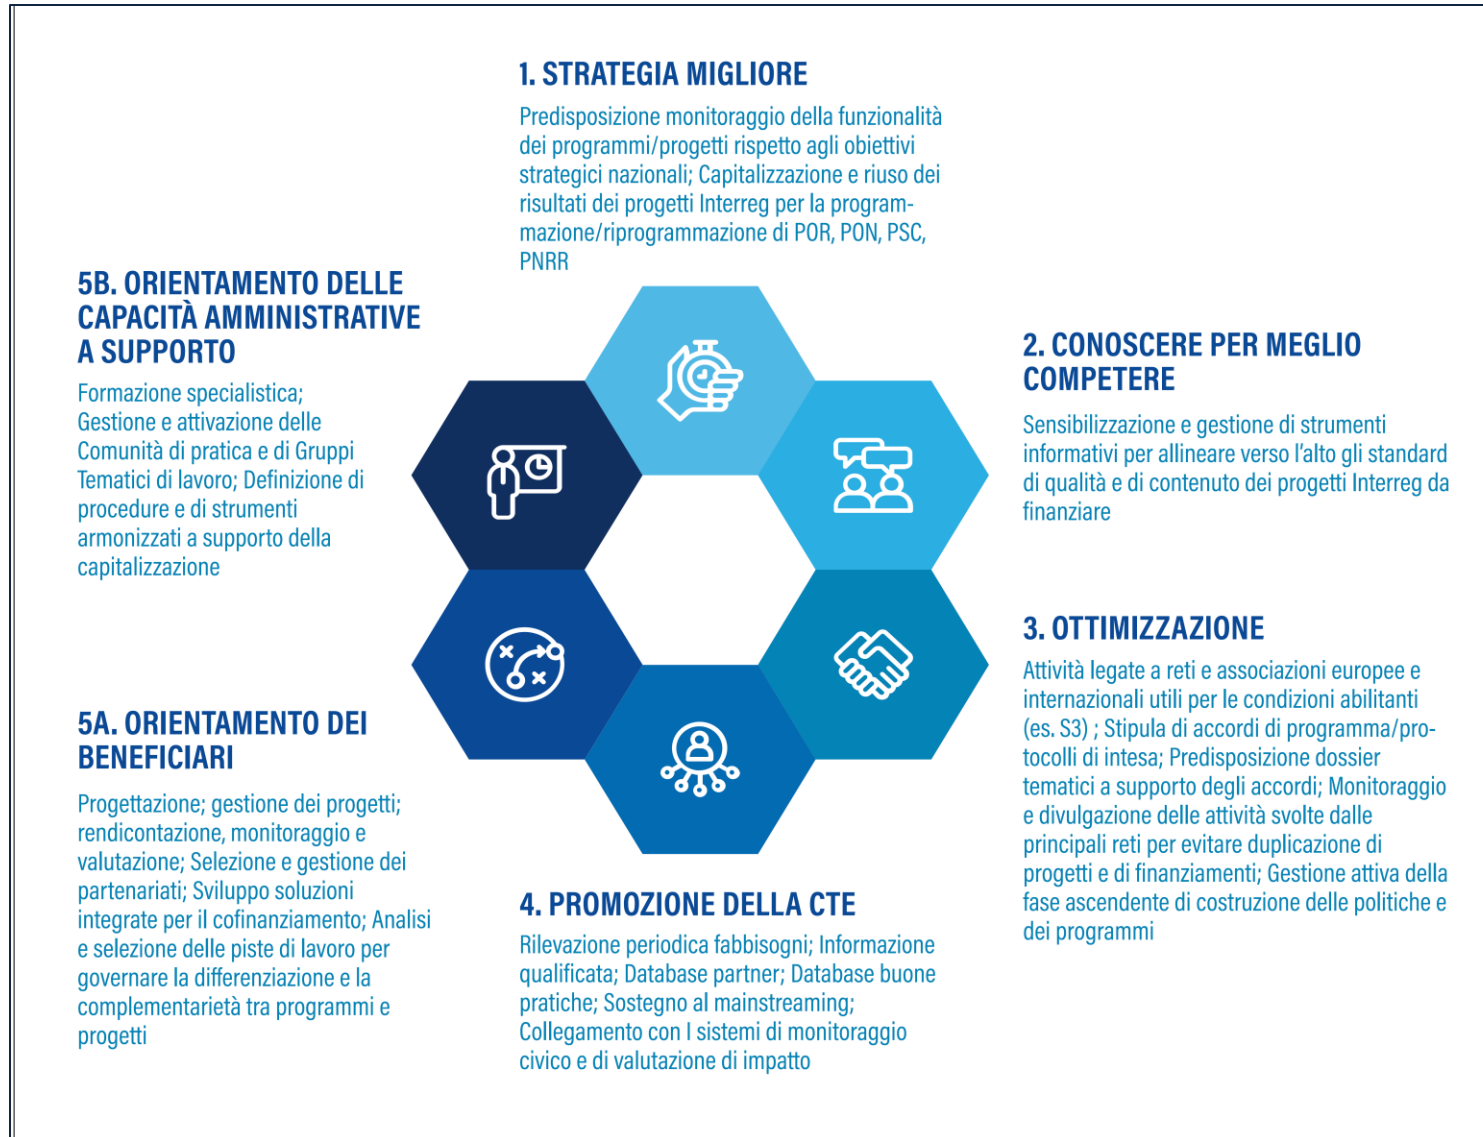 1. STRATEGIA MIGLIORE
Predisposizione monitoraggio della funzionalità
dei programmi/progetti rispetto agli obiettivi
strategici nazionali; Capitalizzazione e riuso dei
risultati dei progetti Interreg per la program-
mazione/riprogrammazione di POR, PON, PSC,
PNRR
2. CONOSCERE PER MEGLIO
COMPETERE
Sensibilizzazione e gestione di strumenti
informativi per allineare verso l'alto gli standard
di qualità e di contenuto dei progetti Interreg da
finanziare
3. OTTIMIZZAZIONE
Attività legate a reti e associazioni europee e
internazionali utili per le condizioni abilitanti
(es. S3) ; Stipula di accordi di programma/pro-
tocolli di intesa; Predisposizione dossier
tematici a supporto degli accordi; Monitoraggio
e divulgazione delle attività svolte dalle
principali reti per evitare duplicazione di
progetti e di finanziamenti; Gestione attiva della
fase ascendente di costruzione delle politiche e
dei programmi
4. PROMOZIONE DELLA CTE
Rilevazione periodica fabbisogni; Informazione
qualificata; Database partner; Database buone
pratiche; Sostegno al mainstreaming;
Collegamento con I sistemi di monitoraggio
civico e di valutazione di impatto
5A. ORIENTAMENTO DEI
BENEFICIARI
Progettazione; gestione dei progetti;
rendicontazione, monitoraggio e
valutazione; Selezione e gestione dei
partenariati; Sviluppo soluzioni
integrate per il cofinanziamento; Analisi
e selezione delle piste di lavoro per
governare la differenziazione e la
complementarietà tra programmi e
progetti
5B. ORIENTAMENTO DELLE
CAPACITÀ AMMINISTRATIVE
A SUPPORTO
Formazione specialistica;
Gestione e attivazione delle
Comunità di pratica e di Gruppi
Tematici di lavoro; Definizione di
procedure e di strumenti
armonizzati a supporto della
capitalizzazione